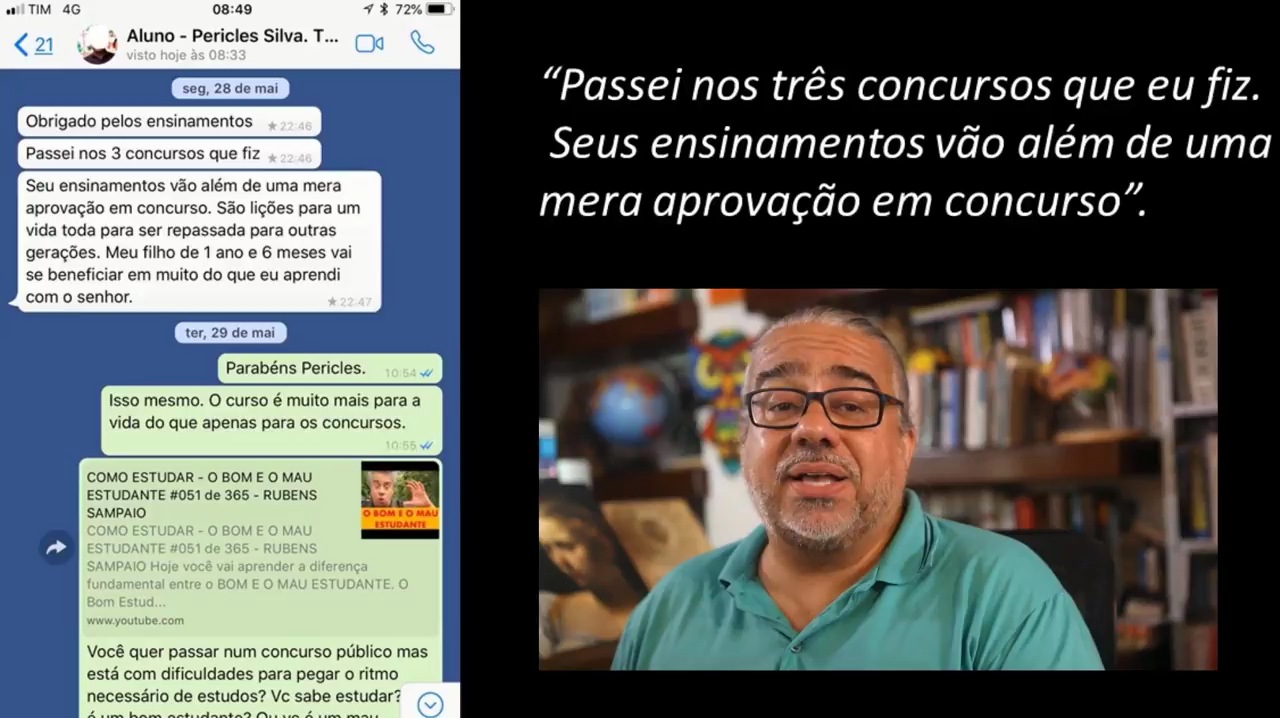 TIM 4G 08:49 72%
21 Aluno - Pericles Silva. T...
visto hoje às 08:33
seg, 28 de mai
Obrigado pelos ensinamentos
22:46
Passei nos 3 concursos que fiz
22:46
Seu ensinamentos vão além de uma mera
aprovação em concurso. São lições para um
vida toda para ser repassada para outras
gerações. Meu filho de 1 ano e 6 meses vai
se beneficiar em muito do que eu aprendi
com o senhor.
22:47
ter, 29 de mai
Parabéns Pericles.
10:54
Isso mesmo. O curso é muito mais para a
vida do que apenas para os concursos.
10:55
COMO ESTUDAR - O BOM E O MAU
ESTUDANTE #051 de 365 - RUBENS
SAMPAIO
COMO ESTUDAR - O BOM E O MAU
ESTUDANTE #051 de 365 - RUBENS
SAMPAIO Hoje você vai aprender a diferença
fundamental entre o BOM E O MAU ESTUDANTE. O
Bom Estud...
www.youtube.com
O BOM E O MAU
ESTUDANTE
Você quer passar num concurso público mas
está com dificuldades para pegar o ritmo
necessário de estudos? Vc sabe estudar?
é um bom estudante? Ou vc é um mau
“Passei nos três concursos que eu fiz.
Seus ensinamentos vão além de uma
mera aprovação em concurso”.